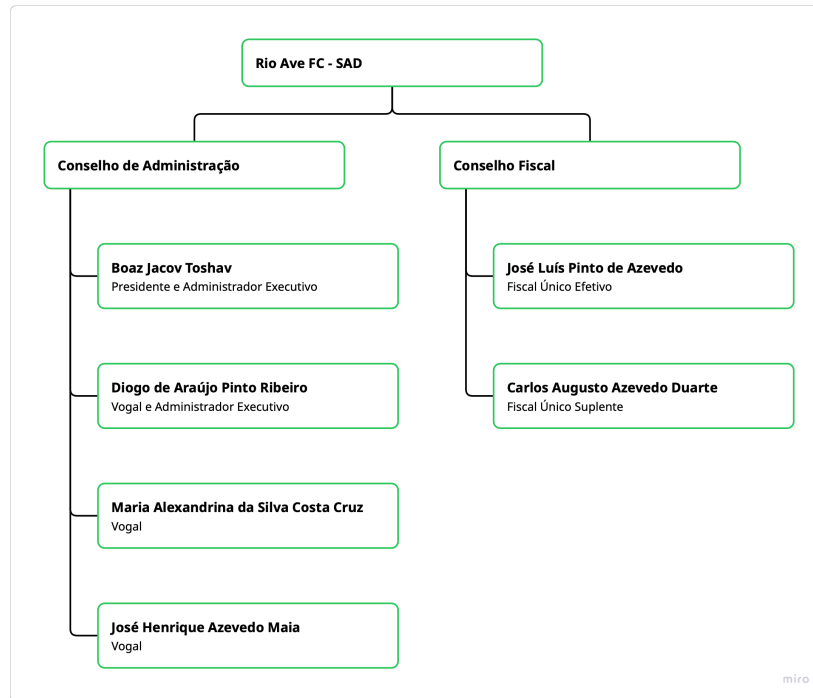 Rio Ave FC - SAD
Conselho de Administração
Boaz Jacov Toshav
Presidente e Administrador Executivo
Diogo de Araújo Pinto Ribeiro
Vogal e Administrador Executivo
Maria Alexandrina da Silva Costa Cruz
Vogal
José Henrique Azevedo Maia
Vogal
Conselho Fiscal
José Luís Pinto de Azevedo
Fiscal Único Efetivo
Carlos Augusto Azevedo Duarte
Fiscal Único Suplente
miro